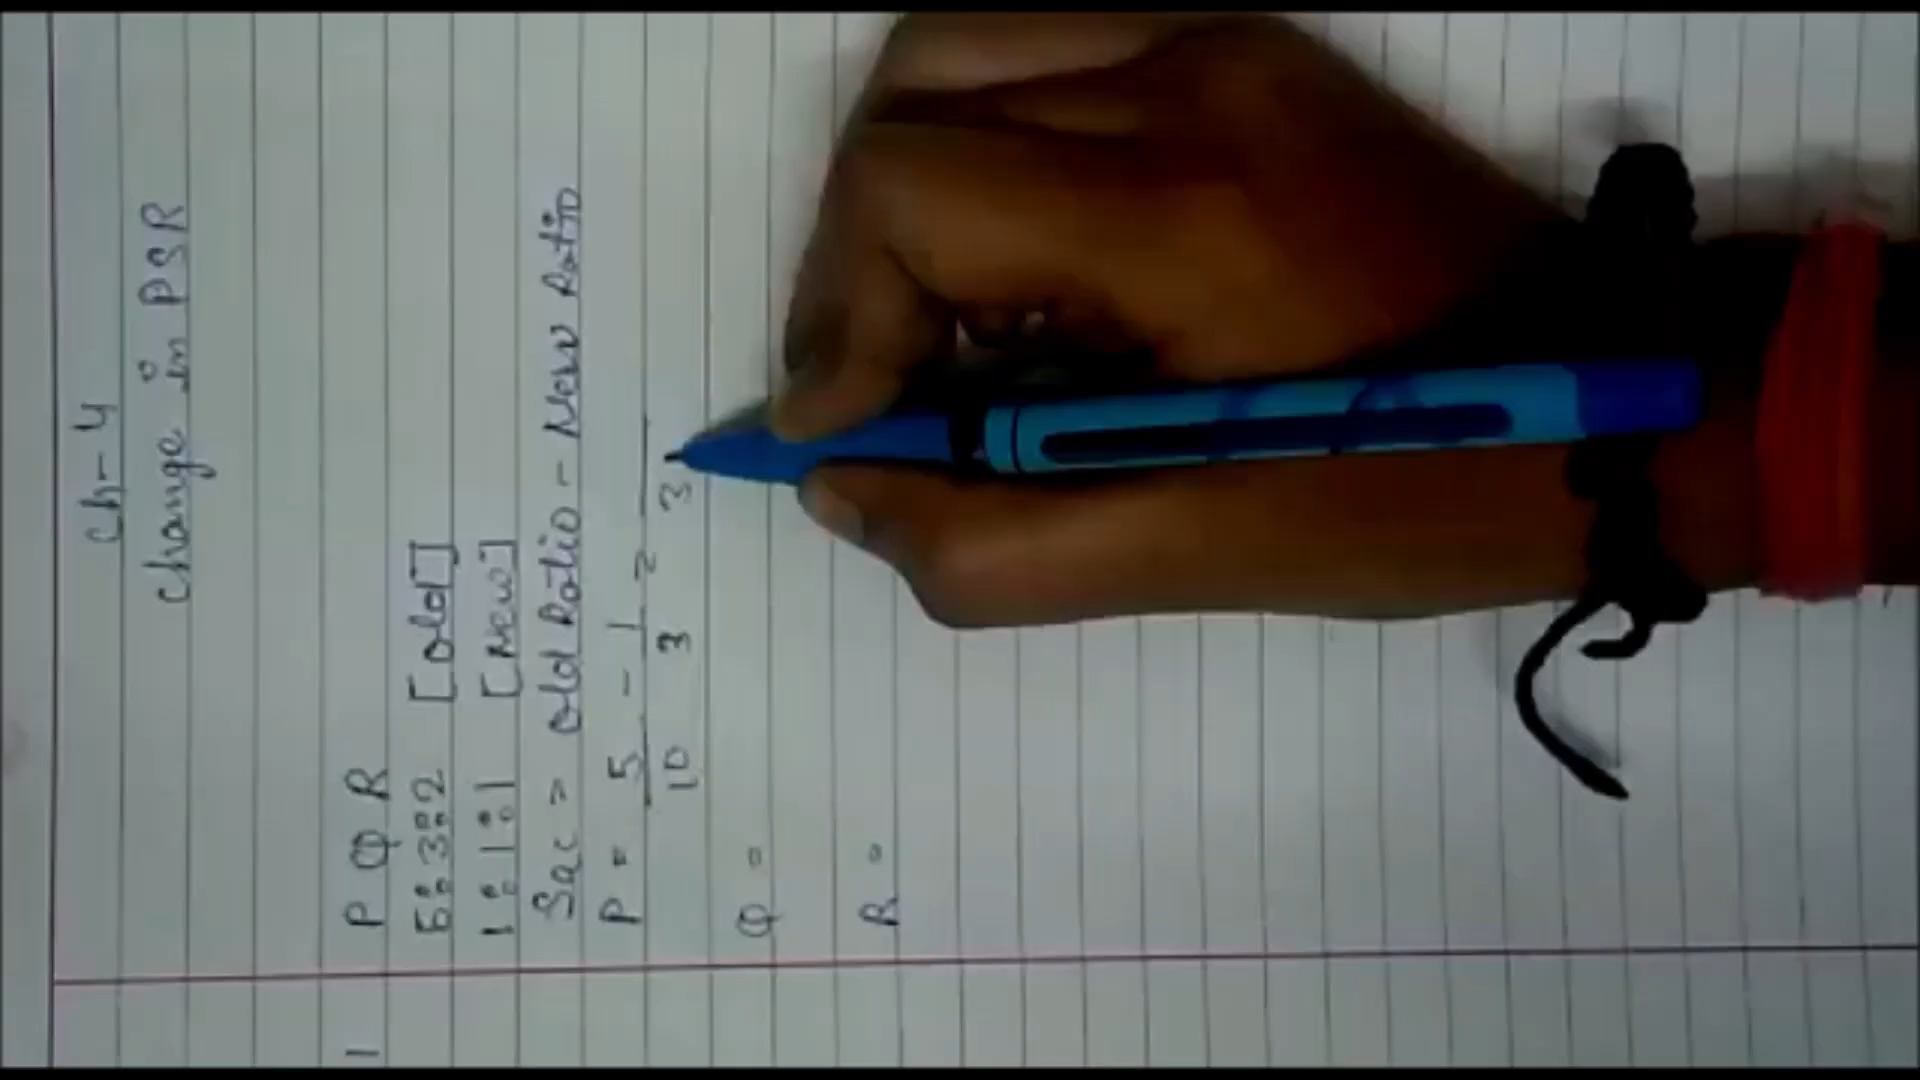 Ch-4
Change in PSR
1 P Q R
5:3:2 [Old]
1:1:1 [New]
Sac = Old Ratio - New Ratio
P = 5/10 - 1/3 = /3
Q =
R =